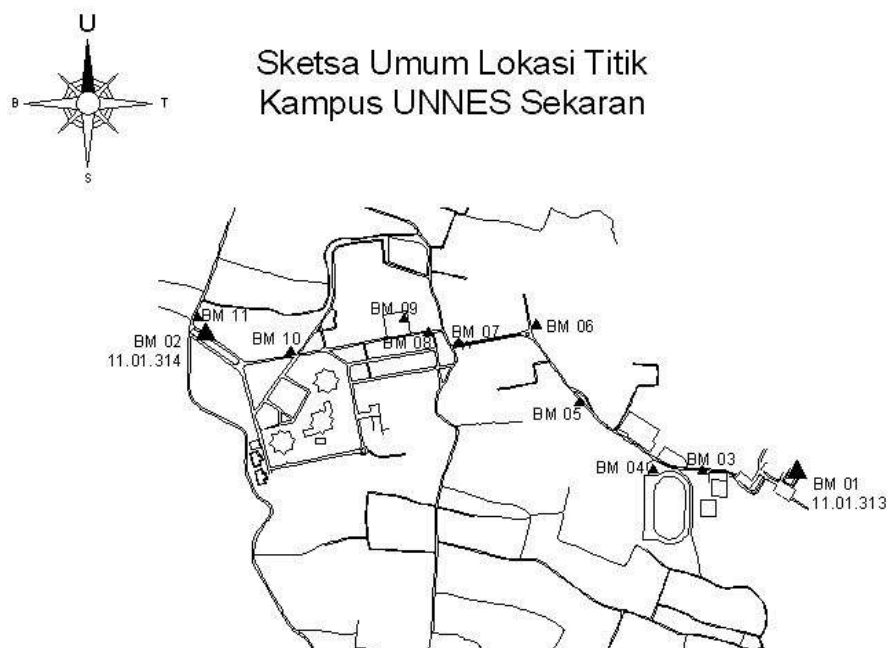 U
B
T
S
Sketsa Umum Lokasi Titik
Kampus UNNES Sekaran
BM 11
BM 02
11.01.314
BM 10
BM 09
BM 08
BM 07
BM 06
BM 05
BM 04
BM 03
BM 01
11.01.313